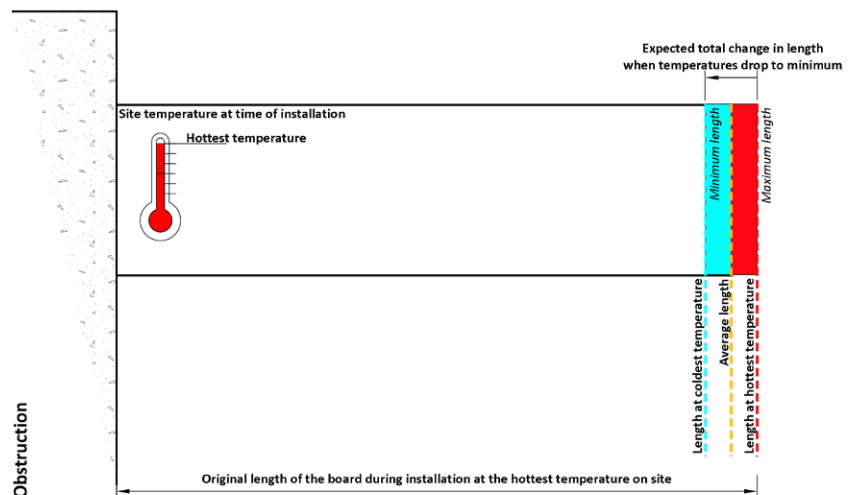 Expected total change in length
when temperatures drop to minimum
Site temperature at time of installation
Hottest temperature
Minimum length
Maximum length
Length at coldest temperature
Average length
Length at hottest temperature
Obstruction
Original length of the board during installation at the hottest temperature on site